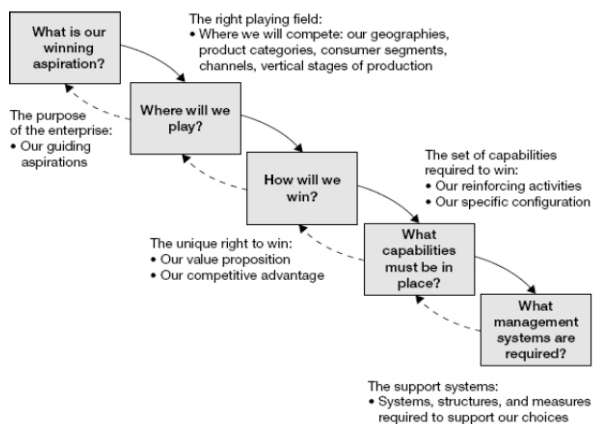 What is our
winning
aspiration?
The right playing field:
• Where we will compete: our geographies,
product categories, consumer segments,
channels, vertical stages of production
The purpose
of the enterprise:
• Our guiding
aspirations
Where will we
play?
How will we
win?
The unique right to win:
• Our value proposition
• Our competitive advantage
The set of capabilities
required to win:
• Our reinforcing activities
• Our specific configuration
What
capabilities
must be in
place?
What
management
systems are
required?
The support systems:
• Systems, structures, and measures
required to support our choices